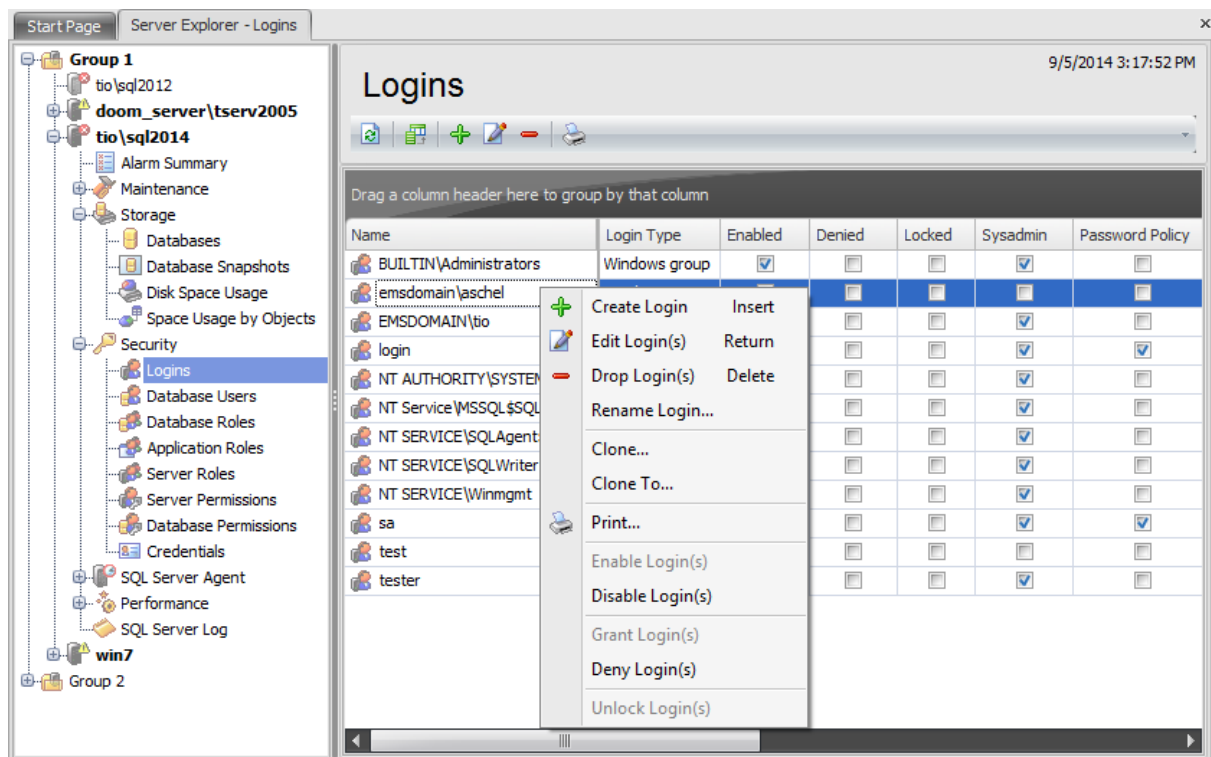 Start Page
Server Explorer - Logins
Group 1
tio\sql2012
doom_server\tserv2005
tio\sql2014
Alarm Summary
Maintenance
Storage
Databases
Database Snapshots
Disk Space Usage
Space Usage by Objects
Security
Logins
Database Users
Database Roles
Application Roles
Server Roles
Server Permissions
Database Permissions
Credentials
SQL Server Agent
Performance
SQL Server Log
win7
Group 2
9/5/2014 3:17:52 PM
Logins
Drag a column header here to group by that column
Name Login Type Enabled Denied Locked Sysadmin Password Policy
BUILTIN\Administrators Windows group
emsdomain\aschel
EMSDOMAIN\tio
login
NT AUTHORITY\SYSTEM
NT Service\MSSQL$SQL
NT SERVICE\SQLAgent
NT SERVICE\SQLWriter
NT SERVICE\Winmgmt
sa
test
tester
Create Login Insert
Edit Login(s) Return
Drop Login(s) Delete
Rename Login...
Clone...
Clone To...
Print...
Enable Login(s)
Disable Login(s)
Grant Login(s)
Deny Login(s)
Unlock Login(s)